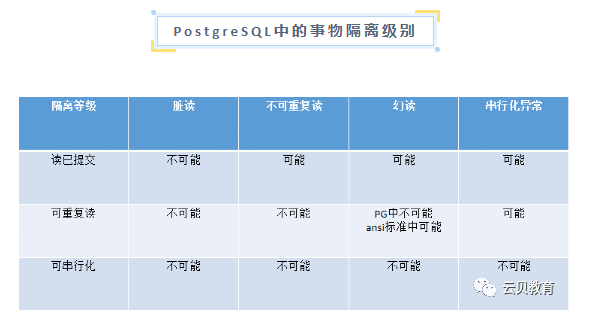 PostgreSQL中的事物隔离级别
隔离等级 脏读 不可重复读 幻读 串行化异常
读已提交 不可能 可能 可能 可能
可重复读 不可能 不可能 PG中不可能 可能
ansi标准中可能
可串行化 不可能 不可能 不可能 不可能
云贝教育